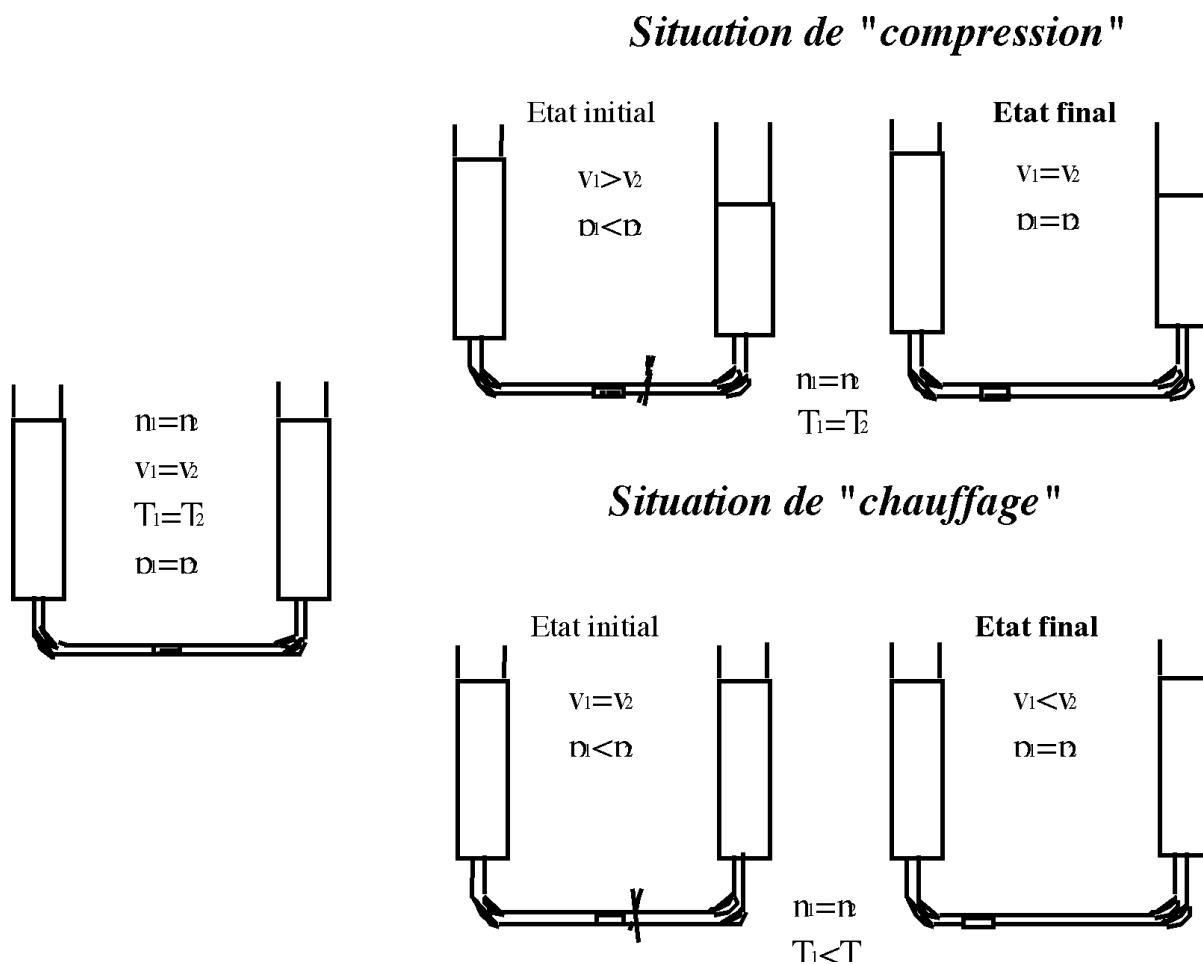 Situation de "compression"
Etat initial
v1>v2
p1<p2
Etat final
v1=v2
p1=p2
n1=n2
T1=T2
n1=n2
v1=v2
T1=T2
p1=p2
Situation de "chauffage"
Etat initial
v1=v2
p1<p2
Etat final
v1<v2
p1=p2
n1=n2
T1<T